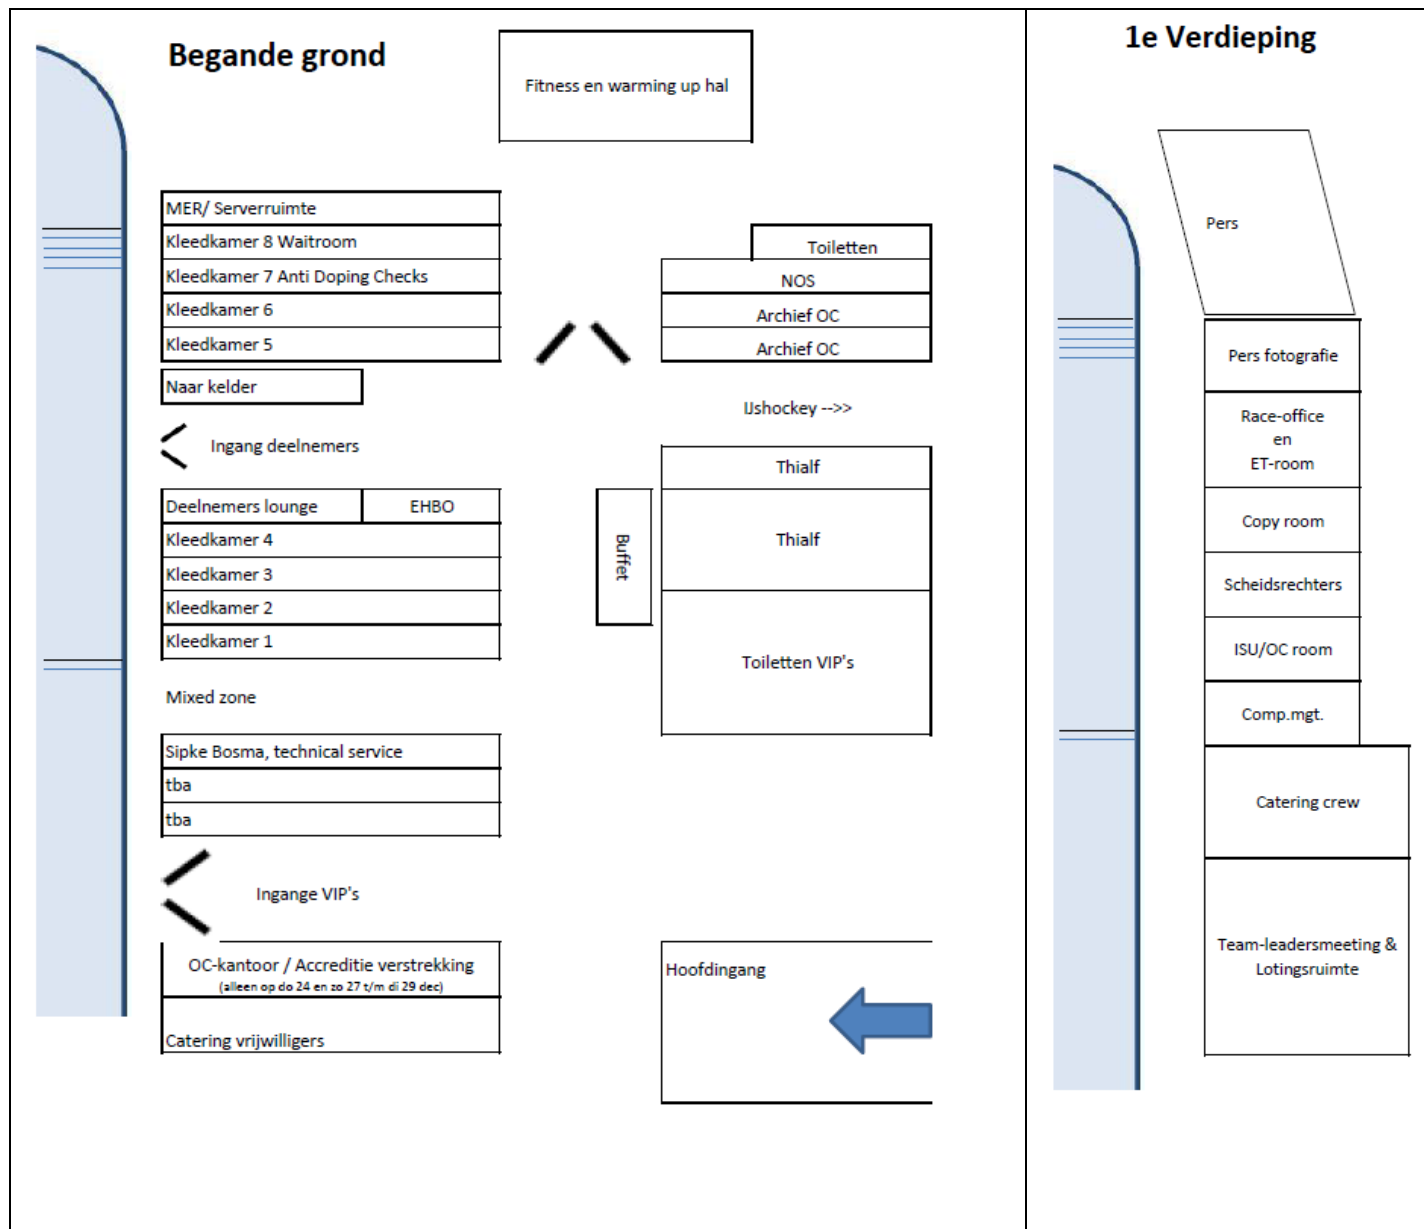 Begande grond
Fitness en warming up hal
MER/ Serverruimte
Kleedkamer 8 Waitroom
Kleedkamer 7 Anti Doping Checks
Kleedkamer 6
Kleedkamer 5
Naar kelder
Ingang deelnemers
Deelnemers lounge
EHBO
Kleedkamer 4
Kleedkamer 3
Kleedkamer 2
Kleedkamer 1
Mixed zone
Sipke Bosma, technical service
tba
tba
Ingange VIP's
OC-kantoor / Accreditie verstrekking
(alleen op do 24 en zo 27 t/m di 29 dec)
Catering vrijwilligers
Toiletten
NOS
Archief OC
Archief OC
IJshockey -->>
Thialf
Buffet
Thialf
Toiletten VIP's
Hoofdingang
1e Verdieping
Pers
Pers fotografie
Race-office
en
ET-room
Copy room
Scheidsrechters
ISU/OC room
Comp.mgt.
Catering crew
Team-leadersmeeting &
Lotingsruimte